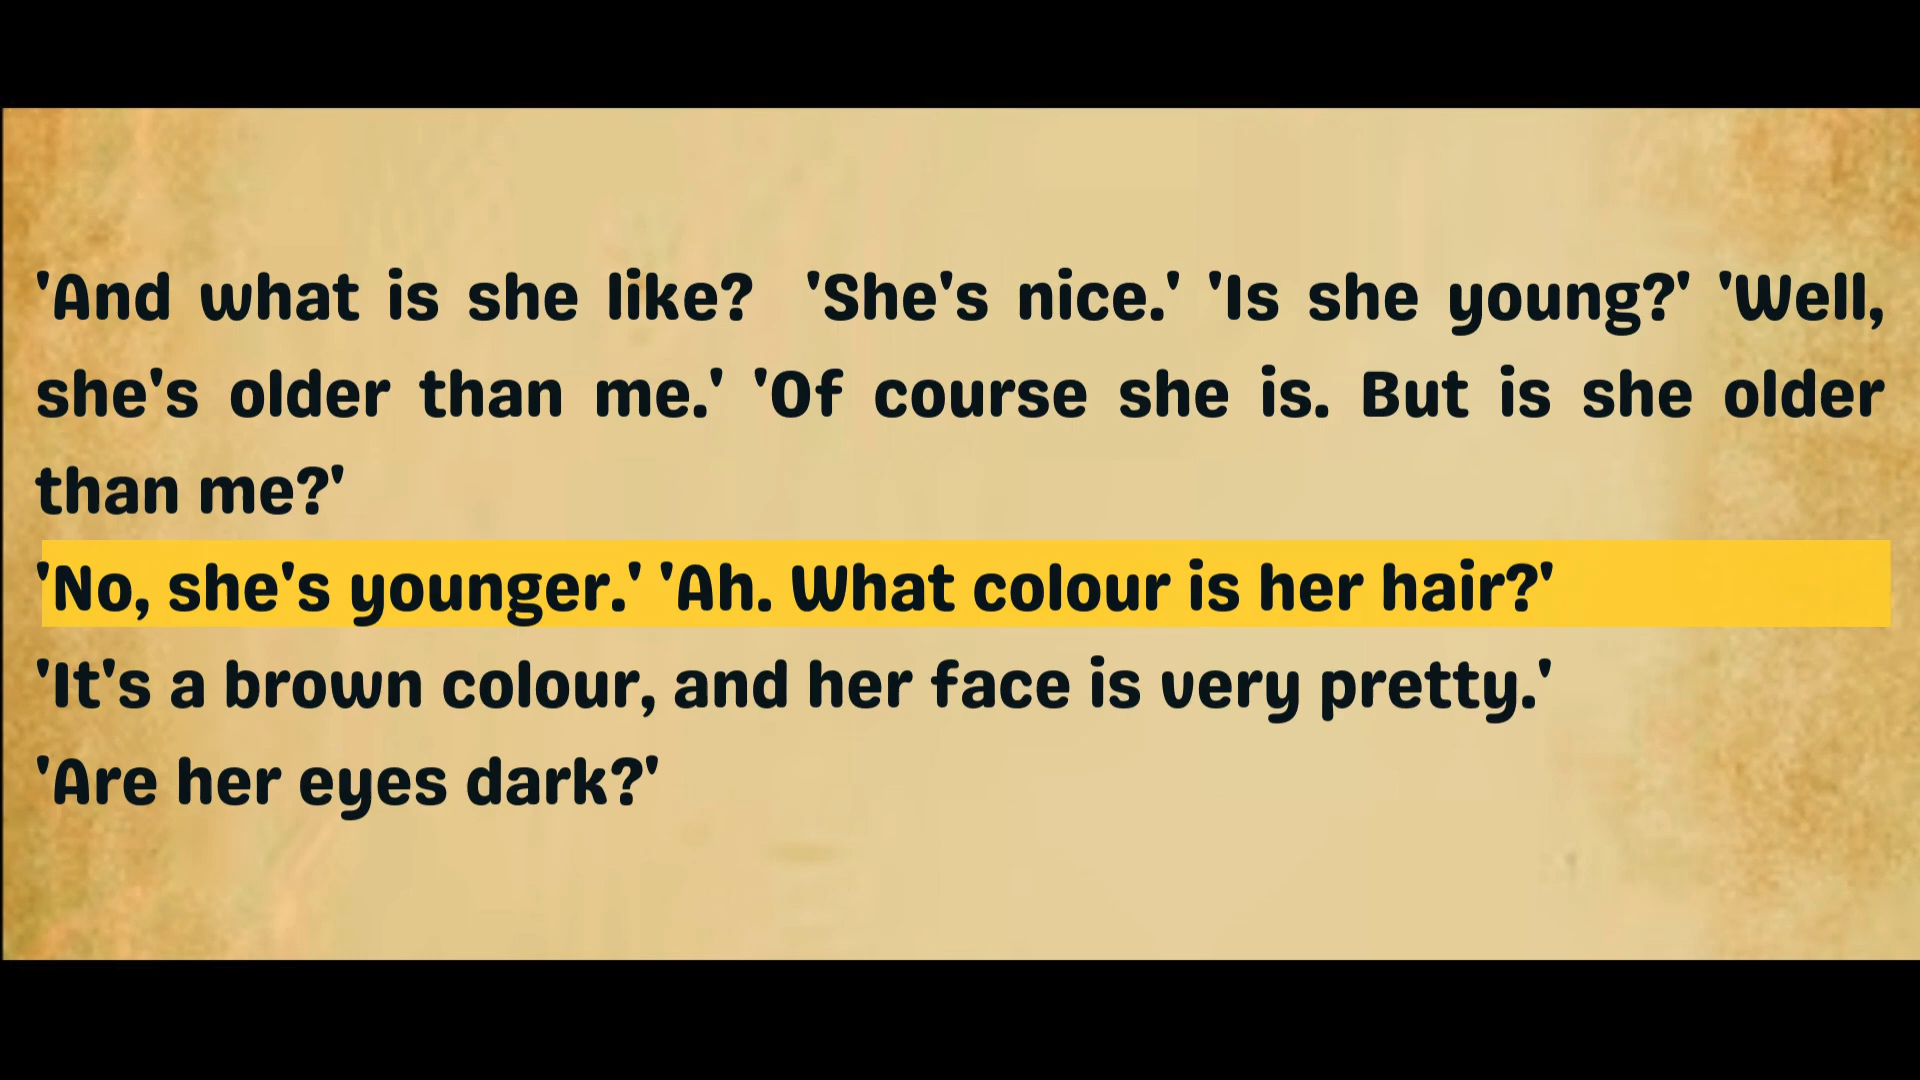 'And what is she like?  'She's nice.' 'Is she young?' 'Well,
she's older than me.' 'Of course she is. But is she older
than me?'
'No, she's younger.' 'Ah. What colour is her hair?'
'It's a brown colour, and her face is very pretty.'
'Are her eyes dark?'